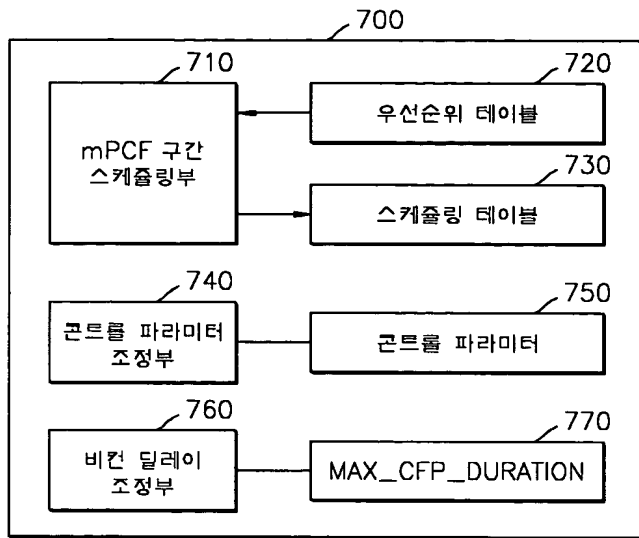 700
710
720
mPCF 구간
스케쥴링부
우선순위 테이블
730
스케쥴링 테이블
740
750
콘트롤 파라미터
조정부
콘트롤 파라미터
760
770
비컨 딜레이
조정부
MAX_CFP_DURATION